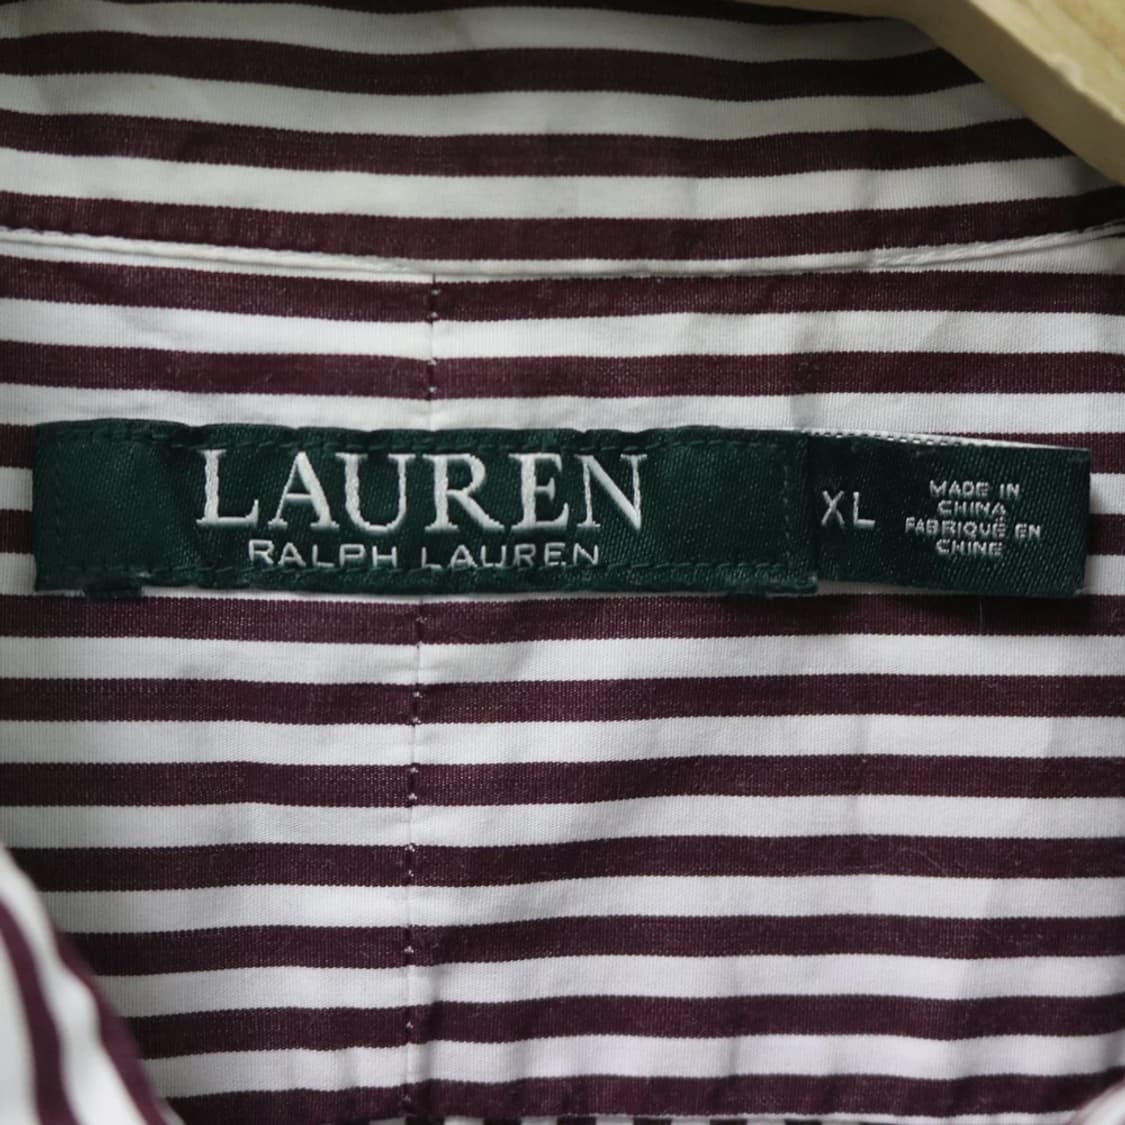 LAUREN
RALPH LAUREN
XL
MADE IN
CHINA
FABRIQUÉ EN
CHINE